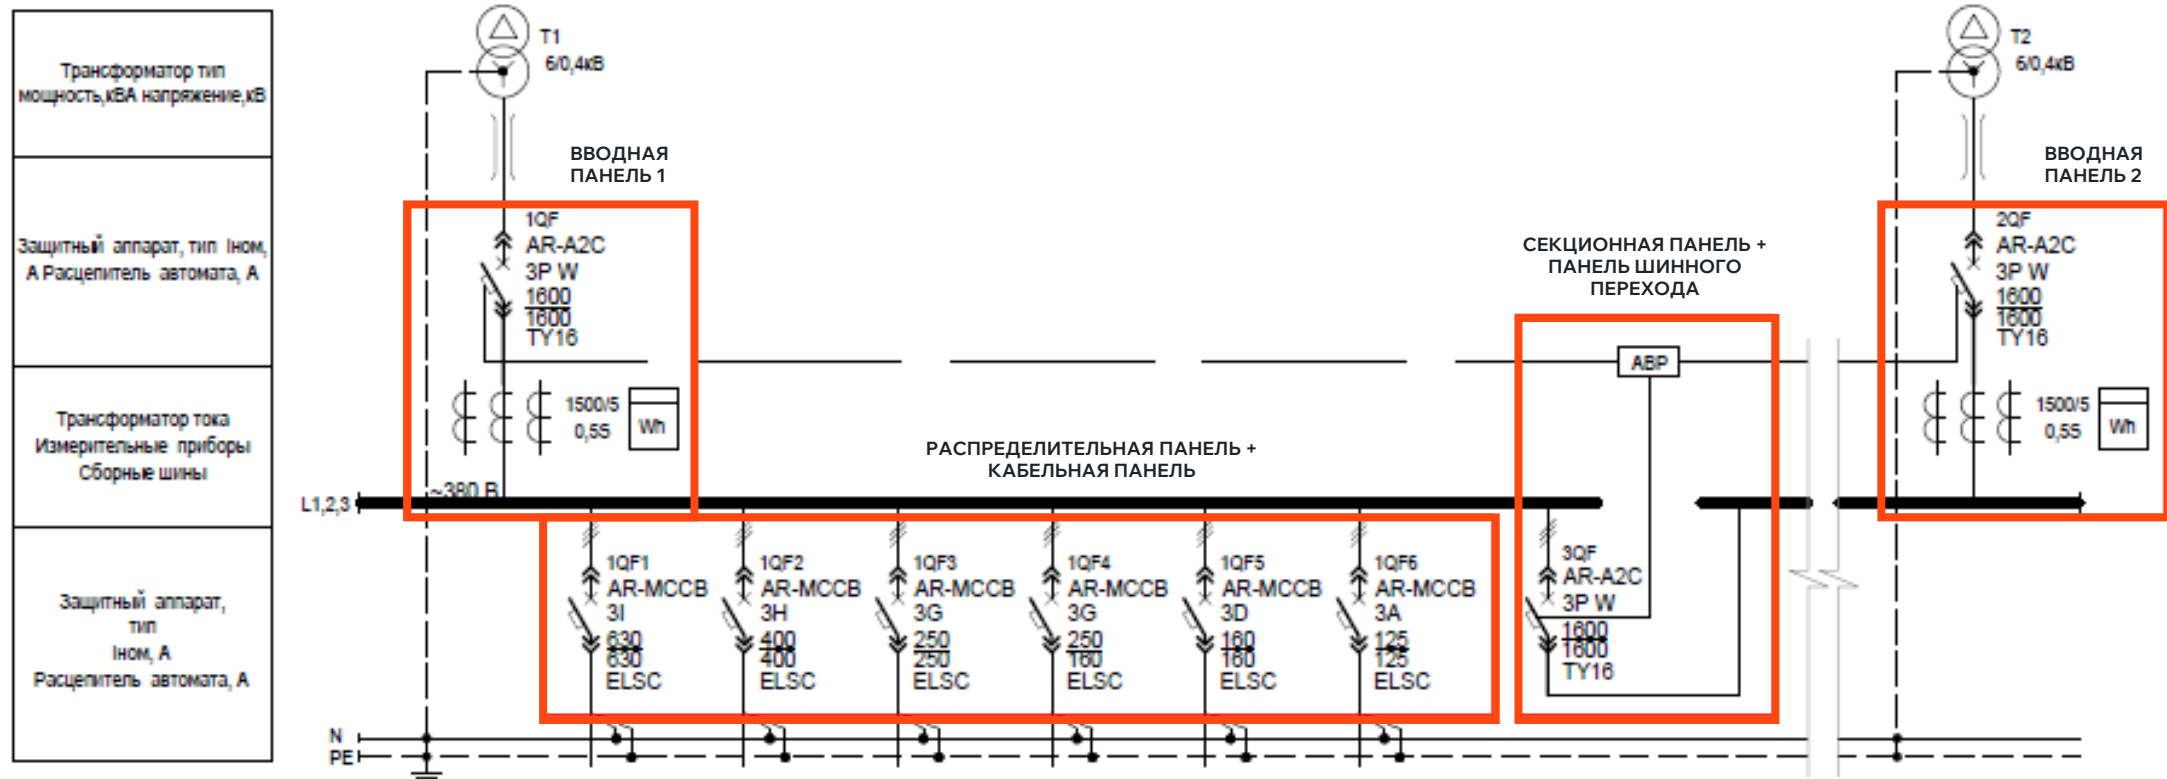 Трансформатор тип
мощность,кВА напряжение,кВ
Защитный аппарат, тип Iном,
А Расцепитель автомата, А
Трансформатор тока
Измерительные приборы
Сборные шины
Защитный аппарат,
тип
Iном, А
Расцепитель автомата, А
T1
6/0,4кВ
ВВОДНАЯ
ПАНЕЛЬ 1
1QF
AR-A2C
3P W
1600
1600
TY16
1500/5
0,5S
Wh
~380 В
L1,2,3
РАСПРЕДЕЛИТЕЛЬНАЯ ПАНЕЛЬ +
КАБЕЛЬНАЯ ПАНЕЛЬ
1QF1
AR-MCCB
3I
630
630
ELSC
1QF2
AR-MCCB
3H
400
400
ELSC
1QF3
AR-MCCB
3G
250
250
ELSC
1QF4
AR-MCCB
3G
250
160
ELSC
1QF5
AR-MCCB
3D
160
160
ELSC
1QF6
AR-MCCB
3A
125
125
ELSC
СЕКЦИОННАЯ ПАНЕЛЬ +
ПАНЕЛЬ ШИННОГО
ПЕРЕХОДА
АВР
3QF
AR-A2C
3P W
1600
1600
TY16
T2
6/0,4кВ
ВВОДНАЯ
ПАНЕЛЬ 2
2QF
AR-A2C
3P W
1600
1600
TY16
1500/5
0,5S
Wh
N
PE